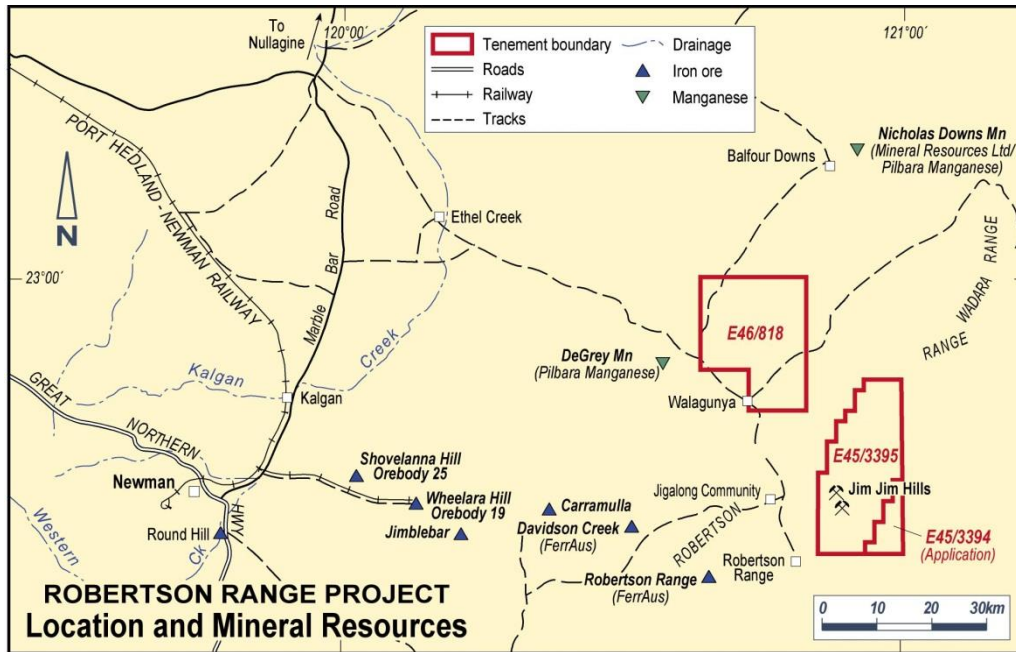 To
Nullagine
120°00´
121°00´
Tenement boundary
Roads
Railway
Tracks
Drainage
Iron ore
Manganese
Nicholas Downs Mn
(Mineral Resources Ltd/
Pilbara Manganese)
Balfour Downs
PORT HEDLAND-NEWMAN RAILWAY
N
Marble Bar Road
Ethel Creek
23°00´
RANGE WADARA RANGE
E46/818
DeGrey Mn
(Pilbara Manganese)
Walagunya
Kalgan Creek
Kalgan
GREAT NORTHERN HWY
E45/3395
Jim Jim Hills
E45/3394
(Application)
Shovelanna Hill
Orebody 25
Newman
Wheelara Hill
Orebody 19
Jimblebar
Carramulla
Davidson Creek
(FerrAus)
Jigalong Community
ROBERTSON
Robertson
Range
Round Hill
Western Ck
Robertson Range
(FerrAus)
ROBERTSON RANGE PROJECT
Location and Mineral Resources
0 10 20 30km